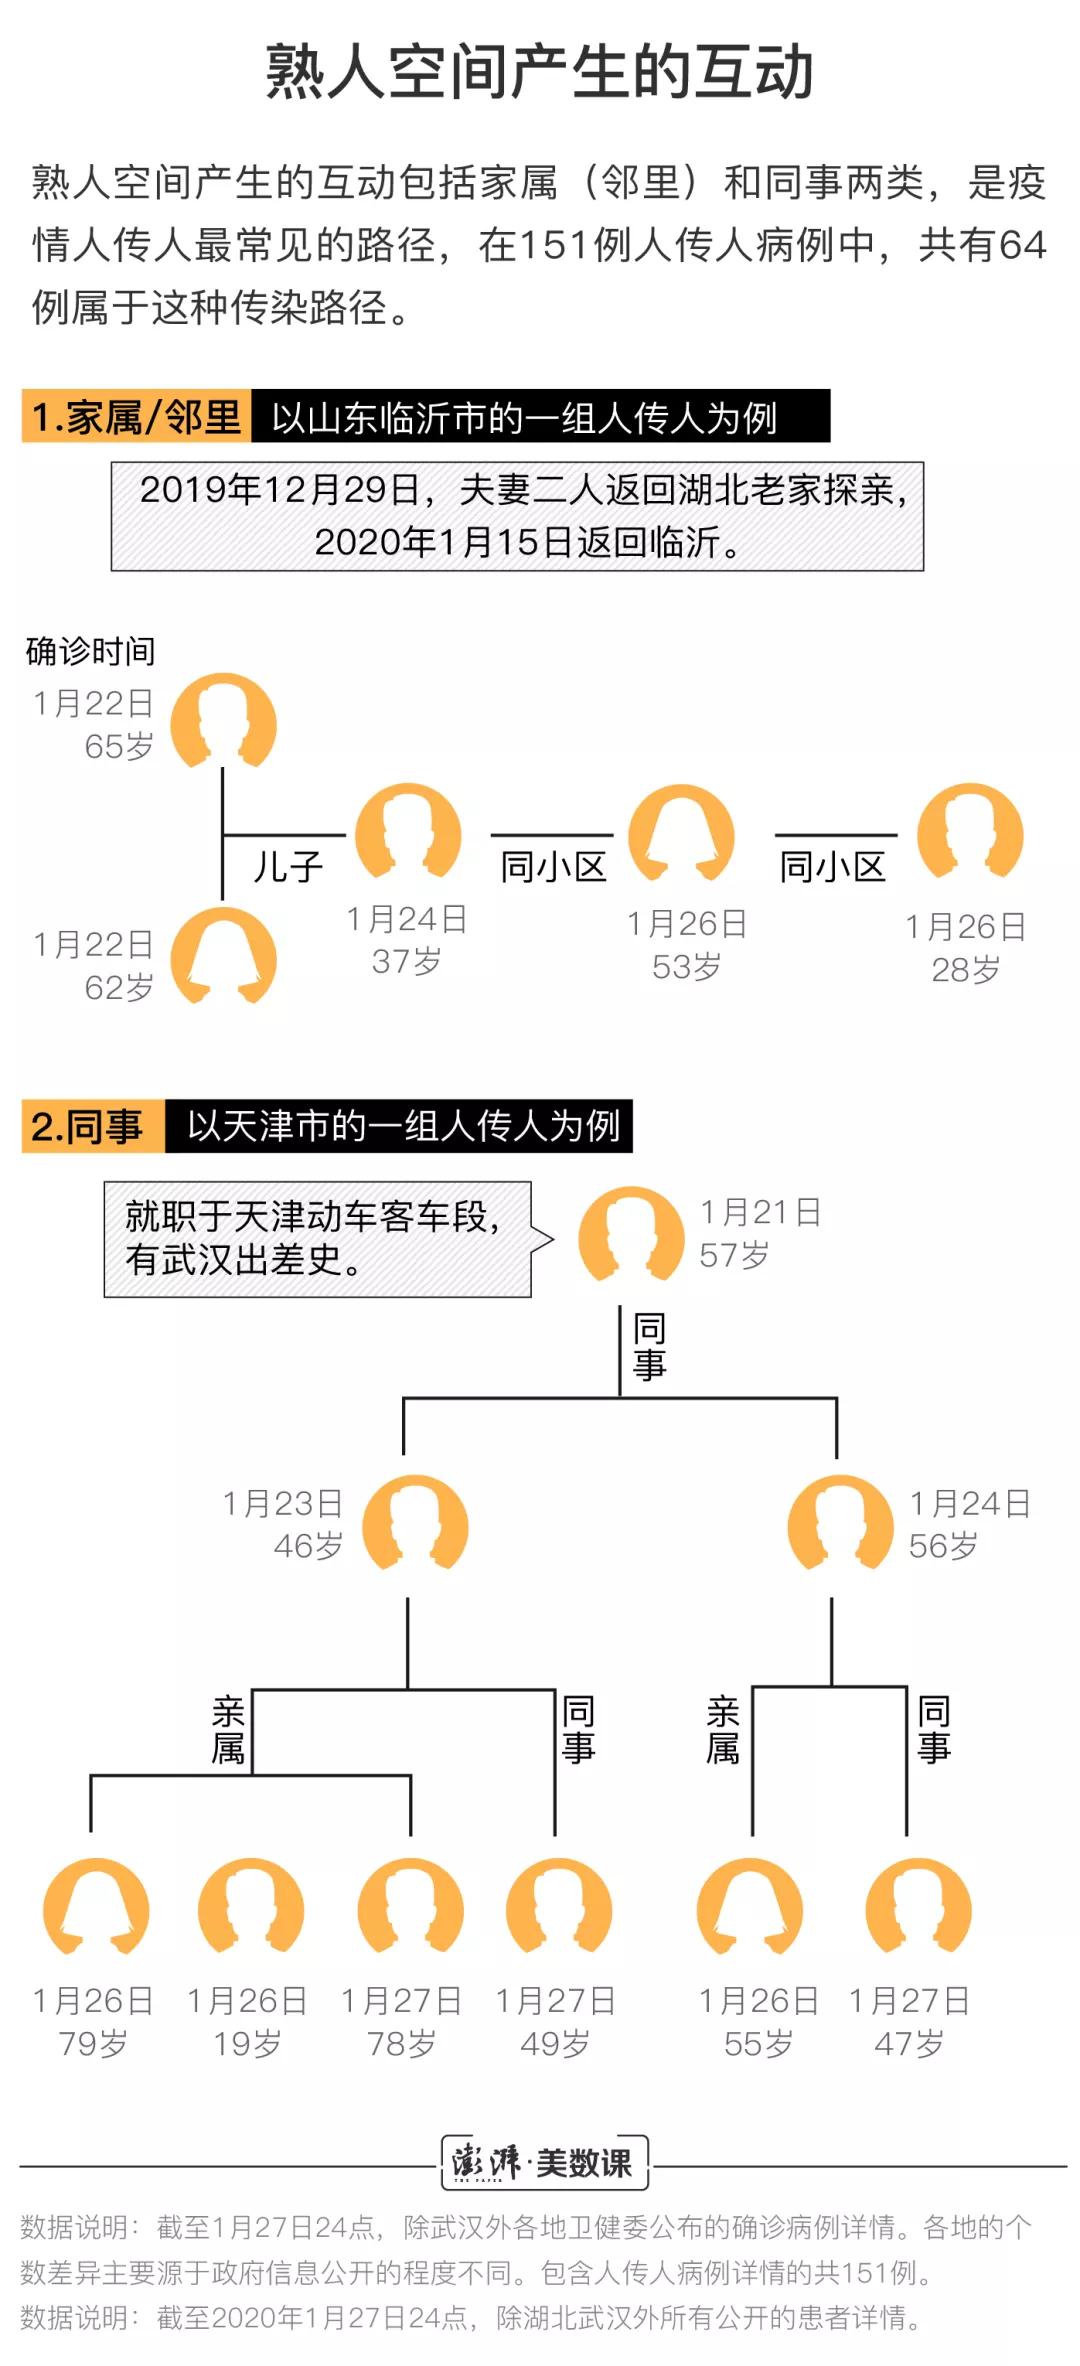 熟人空间产生的互动
熟人空间产生的互动包括家属（邻里）和同事两类，是疫
情人传人最常见的路径，在151例人传人病例中，共有64
例属于这种传染路径。
1.家属/邻里 以山东临沂市的一组人传人为例
2019年12月29日，夫妻二人返回湖北老家探亲，
2020年1月15日返回临沂。
确诊时间
1月22日
65岁
儿子
同小区
同小区
1月24日
37岁
1月26日
53岁
1月26日
28岁
1月22日
62岁
2.同事 以天津市的一组人传人为例
就职于天津动车客车段，
有武汉出差史。
1月21日
57岁
同事
1月23日
46岁
1月24日
56岁
亲属
同事
亲属
同事
1月26日
79岁
1月26日
19岁
1月27日
78岁
1月27日
49岁
1月26日
55岁
1月27日
47岁
澎湃·美数课
THE PAPER
数据说明：截至1月27日24点，除武汉外各地卫健委公布的确诊病例详情。各地的个
数差异主要源于政府信息公开的程度不同。包含人传人病例详情的共151例。
数据说明：截至2020年1月27日24点，除湖北武汉外所有公开的患者详情。